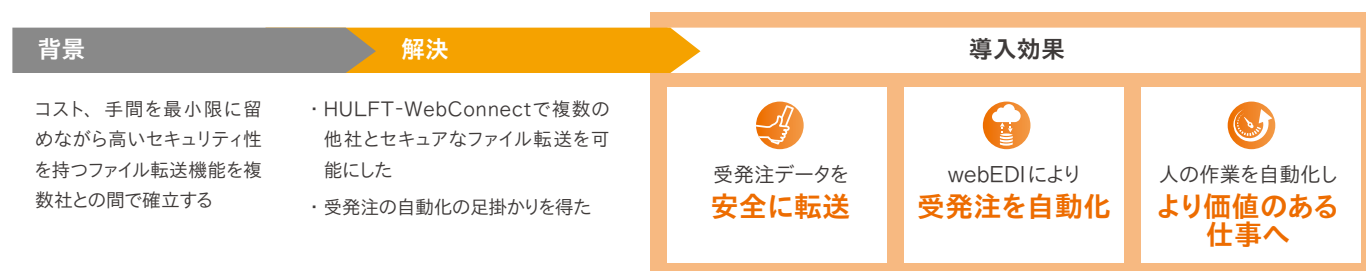 背景
解決
導入効果
コスト、手間を最小限に留
めながら高いセキュリティ性
を持つファイル転送機能を複
数社との間で確立する
・HULFT-WebConnectで複数の
他社とセキュアなファイル転送を可
能にした
・受発注の自動化の足掛かりを得た
受発注データを
安全に転送
webEDIにより
受発注を自動化
人の作業を自動化し
より価値のある
仕事へ